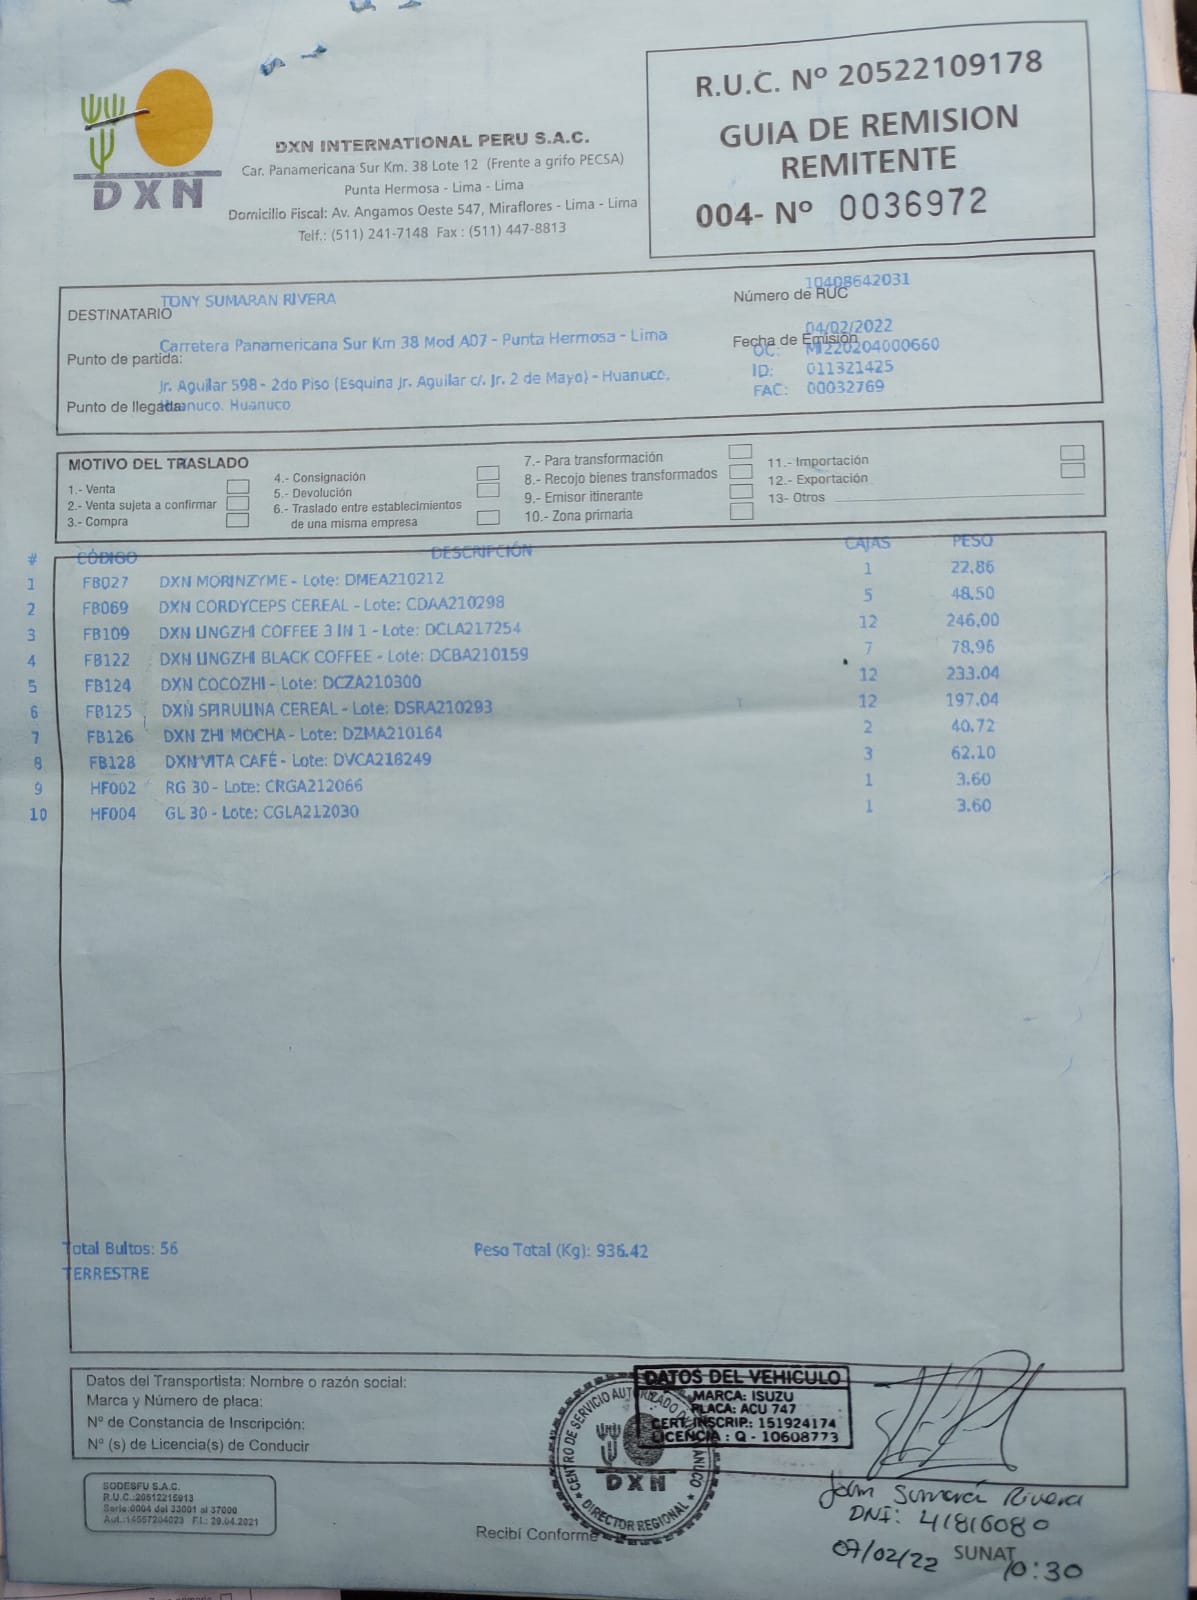 R.U.C. Nº 20522109178
GUIA DE REMISION
REMITENTE
004- Nº 0036972
DXN
DXN INTERNATIONAL PERU S.A.C.
Car. Panamericana Sur Km. 38 Lote 12 (Frente a grifo PECSA)
Punta Hermosa - Lima - Lima
Domicilio Fiscal: Av. Angamos Oeste 547, Miraflores - Lima - Lima
Telf.: (511) 241-7148 Fax : (511) 447-8813
TONY SUMARAN RIVERA
DESTINATARIO
10408642031
Número de RUC
Carretera Panamericana Sur Km 38 Mod A07 - Punta Hermosa - Lima
Punto de partida:
04/02/2022
Fecha de Emisión
OC: MI220204000660
ID: 011321425
FAC: 00032769
Jr. Aguilar 598 - 2do Piso (Esquina Jr. Aguilar c/. Jr. 2 de Mayo) - Huanuco,
Punto de llegada: Huanuco. Huanuco
MOTIVO DEL TRASLADO
1.- Venta
2.- Venta sujeta a confirmar
3.- Compra
4.- Consignación
5.- Devolución
6.- Traslado entre establecimientos
de una misma empresa
7.- Para transformación
8.- Recojo bienes transformados
9.- Emisor itinerante
10.- Zona primaria
11.- Importación
12.- Exportación
13- Otros
# CÓDIGO DESCRIPCIÓN CAJAS PESO
1 FB027 DXN MORINZYME - Lote: DMEA210212 1 22.86
2 FB069 DXN CORDYCEPS CEREAL - Lote: CDAA210298 5 48.50
3 FB109 DXN LINGZHI COFFEE 3 IN 1 - Lote: DCLA217254 12 246.00
4 FB122 DXN LINGZHI BLACK COFFEE - Lote: DCBA210159 7 78.96
5 FB124 DXN COCOZHI - Lote: DCZA210300 12 233.04
6 FB125 DXN SPIRULINA CEREAL - Lote: DSRA210293 12 197.04
7 FB126 DXN ZHI MOCHA - Lote: DZMA210164 2 40.72
8 FB128 DXN VITA CAFÉ - Lote: DVCA218249 3 62.10
9 HF002 RG 30 - Lote: CRGA212066 1 3.60
10 HF004 GL 30 - Lote: CGLA212030 1 3.60
Total Bultos: 56 Peso Total (Kg): 936.42
TERRESTRE
Datos del Transportista: Nombre o razón social:
Marca y Número de placa:
Nº de Constancia de Inscripción:
Nº (s) de Licencia(s) de Conducir
DATOS DEL VEHICULO
MARCA: ISUZU
PLACA: ACU 747
CERT. INSCRIP.: 151924174
LICENCIA : Q - 10608773
CENTRO DE SERVICIO AUTORIZADO
DXN
DIRECTOR REGIONAL
SODESFU S.A.C.
R.U.C.:20512215913
Serie:0004 del 33001 al 37000
Aut.:14557204023 F.I.: 29.04.2021
Recibí Conforme
John Sumarán Rivera
DNI: 41816080
07/02/22 10:30
SUNAT